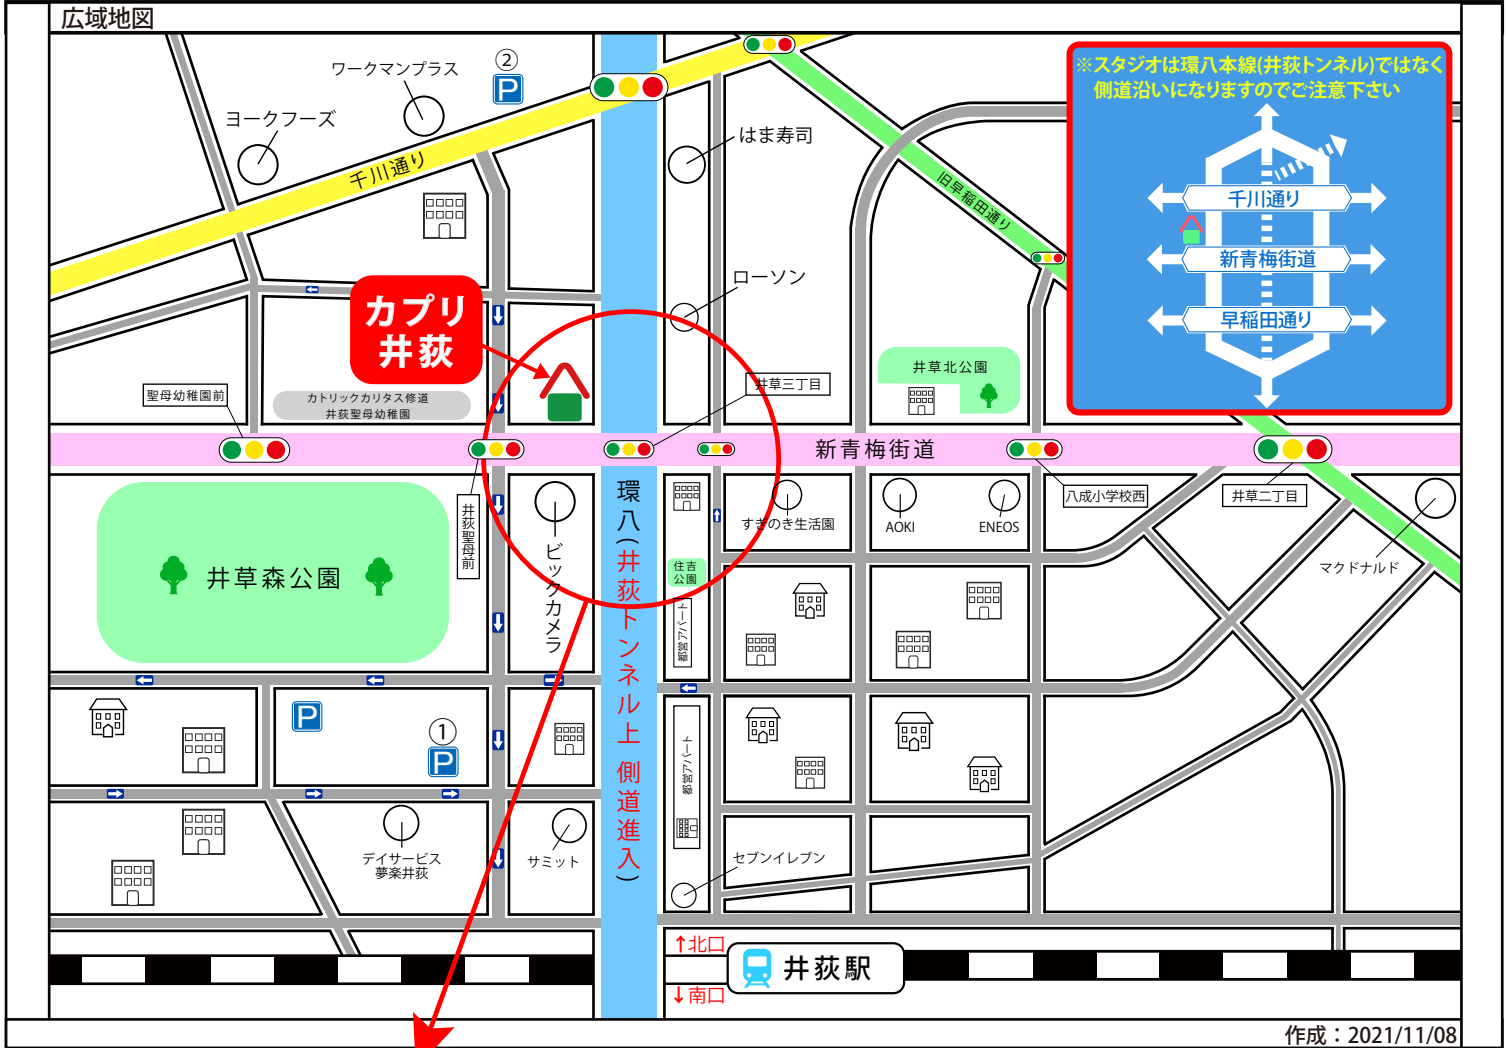 広域地図
ワークマンプラス
②
P
ヨークフーズ
千川通り
はま寿司
旧早稲田通り
※スタジオは環八本線(井荻トンネル)ではなく
側道沿いになりますのでご注意下さい
千川通り
新青梅街道
早稲田通り
ローソン
カプリ
井荻
井草北公園
聖母幼稚園前
カトリックカリタス修道
井荻聖母幼稚園
井草三丁目
新青梅街道
井荻聖母前
ビックカメラ
環八(井荻トンネル上 側道進入)
すぎのき生活園
AOKI
ENEOS
八成小学校西
井草二丁目
マクドナルド
井草森公園
住吉
公園
都営アパート
P
①
P
都営アパート
デイサービス
夢楽井荻
サミット
セブンイレブン
↑北口
井荻駅
↓南口
作成：2021/11/08